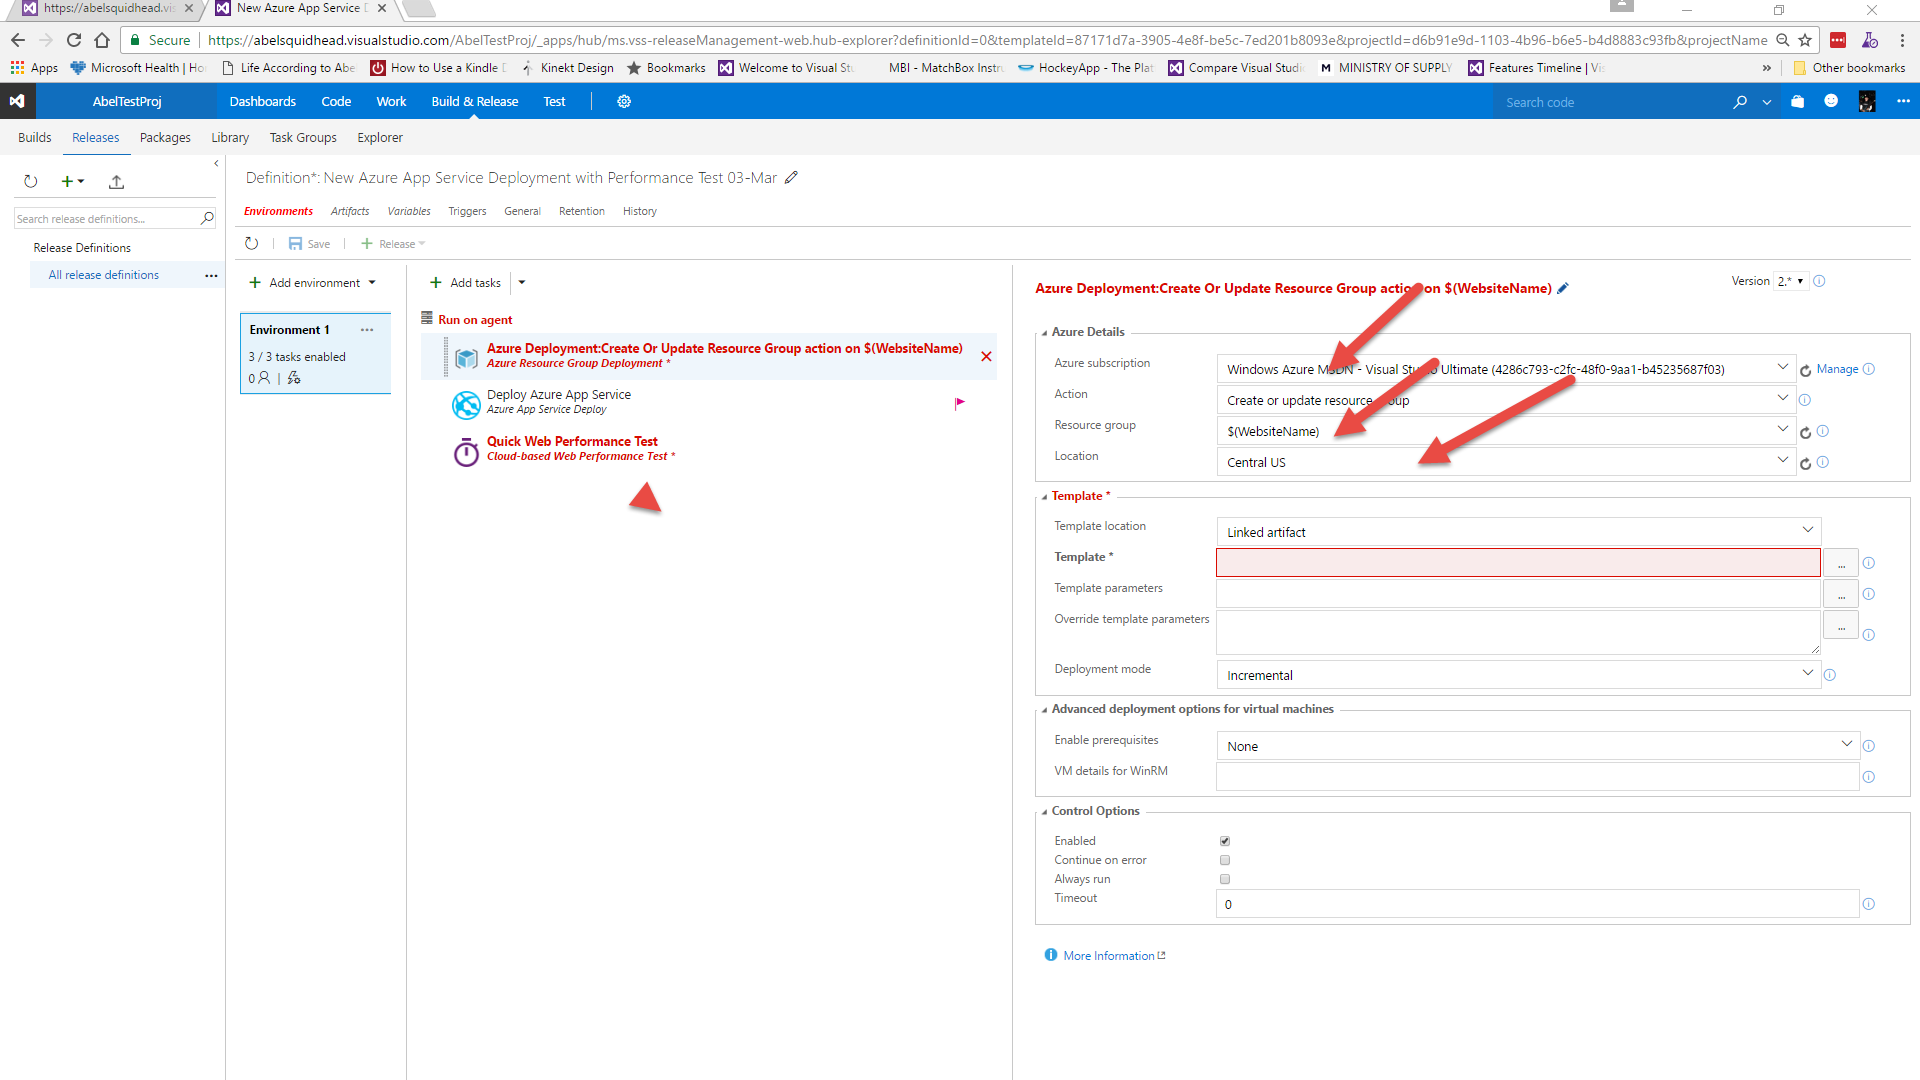 https://abelsquidhead.vis
New Azure App Service D
Secure https://abelsquidhead.visualstudio.com/AbelTestProj/_apps/hub/ms.vss-releaseManagement-web.hub-explorer?definitionId=0&templateId=87171d7a-3905-4e8f-be5c-7ed201b8093e&projectId=d6b91e9d-1103-4b96-b6e5-b4d8883c93fb&projectName
Apps Microsoft Health | Ho Life According to Abe How to Use a Kindle D Kinekt Design Bookmarks Welcome to Visual Stu MBI - MatchBox Instru HockeyApp - The Plat Compare Visual Studio MINISTRY OF SUPPLY Features Timeline | Vis » Other bookmarks
AbelTestProj Dashboards Code Work Build & Release Test Search code
Builds Releases Packages Library Task Groups Explorer
Definition*: New Azure App Service Deployment with Performance Test 03-Mar
Environments Artifacts Variables Triggers General Retention History
Save Release
Search release definitions...
Release Definitions
All release definitions
Add environment
Environment 1
3 / 3 tasks enabled
0
Add tasks
Run on agent
Azure Deployment:Create Or Update Resource Group action on $(WebsiteName)
Azure Resource Group Deployment *
Deploy Azure App Service
Azure App Service Deploy
Quick Web Performance Test
Cloud-based Web Performance Test *
Azure Deployment:Create Or Update Resource Group action on $(WebsiteName)
Version 2.*
Azure Details
Azure subscription Windows Azure MSDN - Visual Studio Ultimate (4286c793-c2fc-48f0-9aa1-b45235687f03) Manage
Action Create or update resource group
Resource group $(WebsiteName)
Location Central US
Template *
Template location Linked artifact
Template * ...
Template parameters ...
Override template parameters ...
Deployment mode Incremental
Advanced deployment options for virtual machines
Enable prerequisites None
VM details for WinRM
Control Options
Enabled
Continue on error
Always run
Timeout 0
More Information